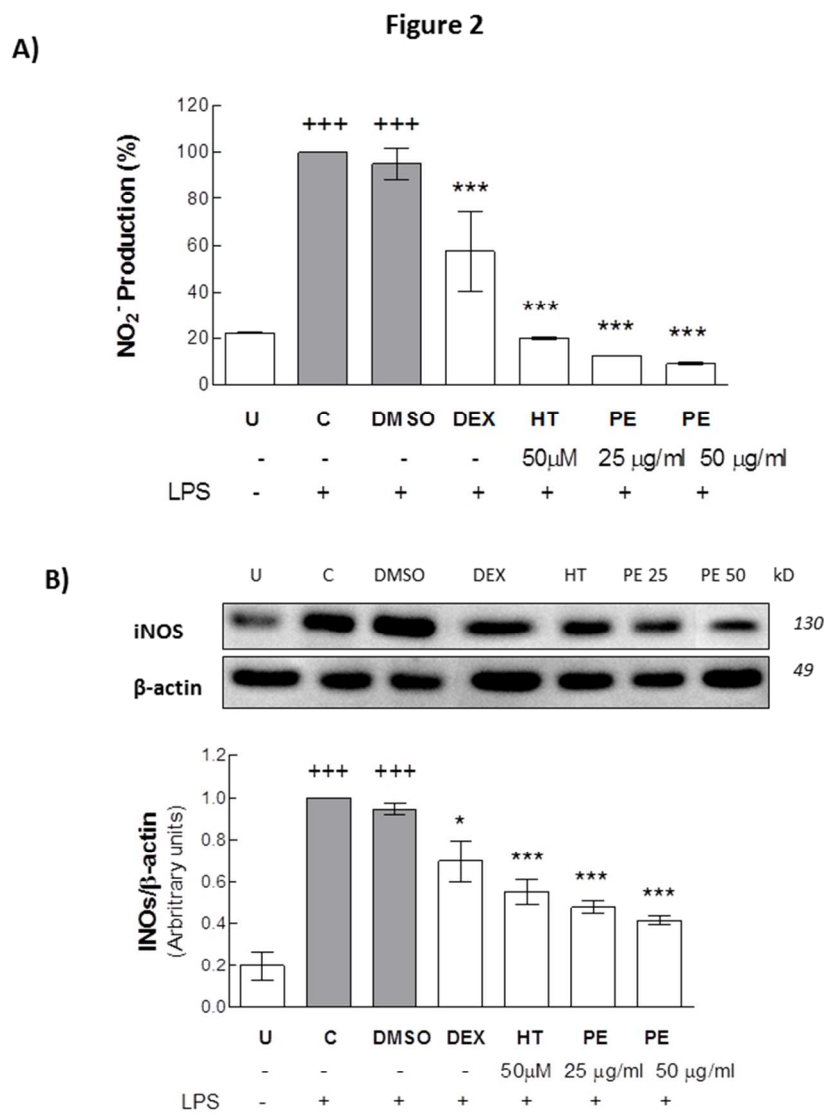 Figure 2
A)
NO₂⁻ Production (%)
120
100
80
60
40
20
0
+++ +++ *** *** *** ***
U C DMSO DEX HT PE PE
- - - - 50µM 25 µg/ml 50 µg/ml
LPS - + + + + + +
B)
U C DMSO DEX HT PE 25 PE 50 kD
iNOS 130
β-actin 49
INOs/β-actin
(Arbritrary units)
1.2
1.0
0.8
0.6
0.4
0.2
0.0
+++ +++ * *** *** ***
U C DMSO DEX HT PE PE
- - - - 50µM 25 µg/ml 50 µg/ml
LPS - + + + + + +